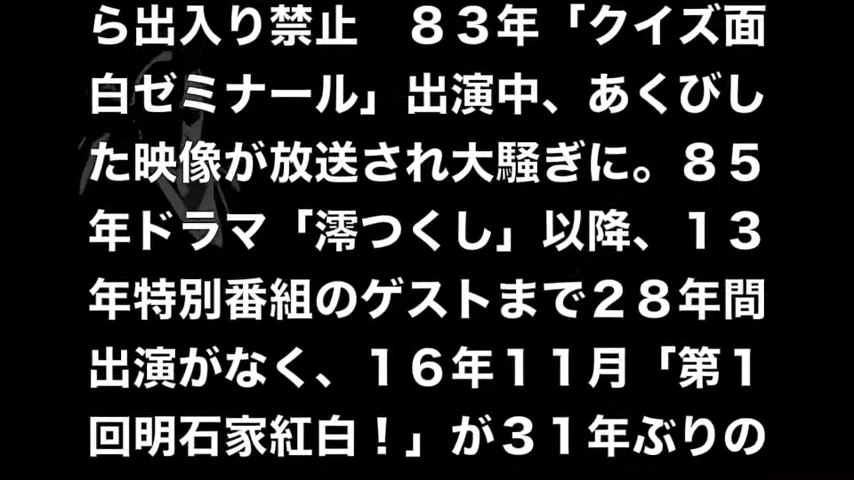 ら出入り禁止　８３年「クイズ面
白ゼミナール」出演中、あくびし
た映像が放送され大騒ぎに。８５
年ドラマ「澪つくし」以降、１３
年特別番組のゲストまで２８年間
出演がなく、１６年１１月「第１
回明石家紅白！」が３１年ぶりの